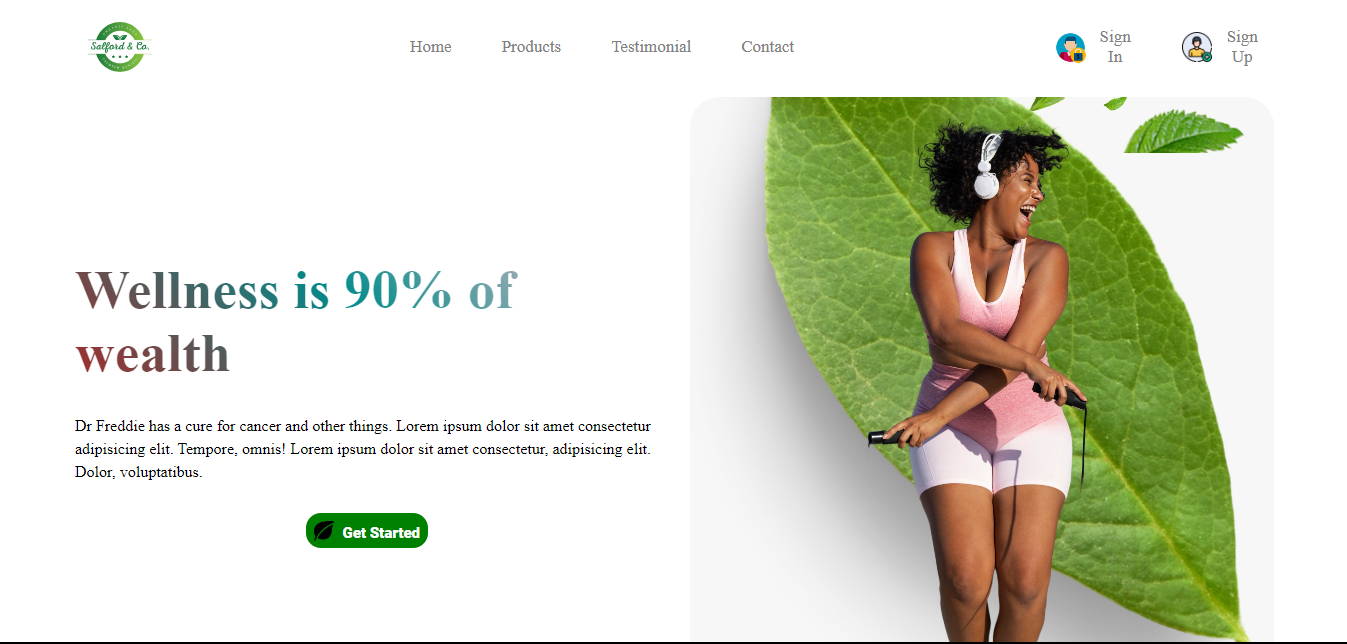 Salford & Co.
Home
Products
Testimonial
Contact
Sign
In
Sign
Up
Wellness is 90% of
wealth
Dr Freddie has a cure for cancer and other things. Lorem ipsum dolor sit amet consectetur
adipisicing elit. Tempore, omnis! Lorem ipsum dolor sit amet consectetur, adipisicing elit.
Dolor, voluptatibus.
Get Started